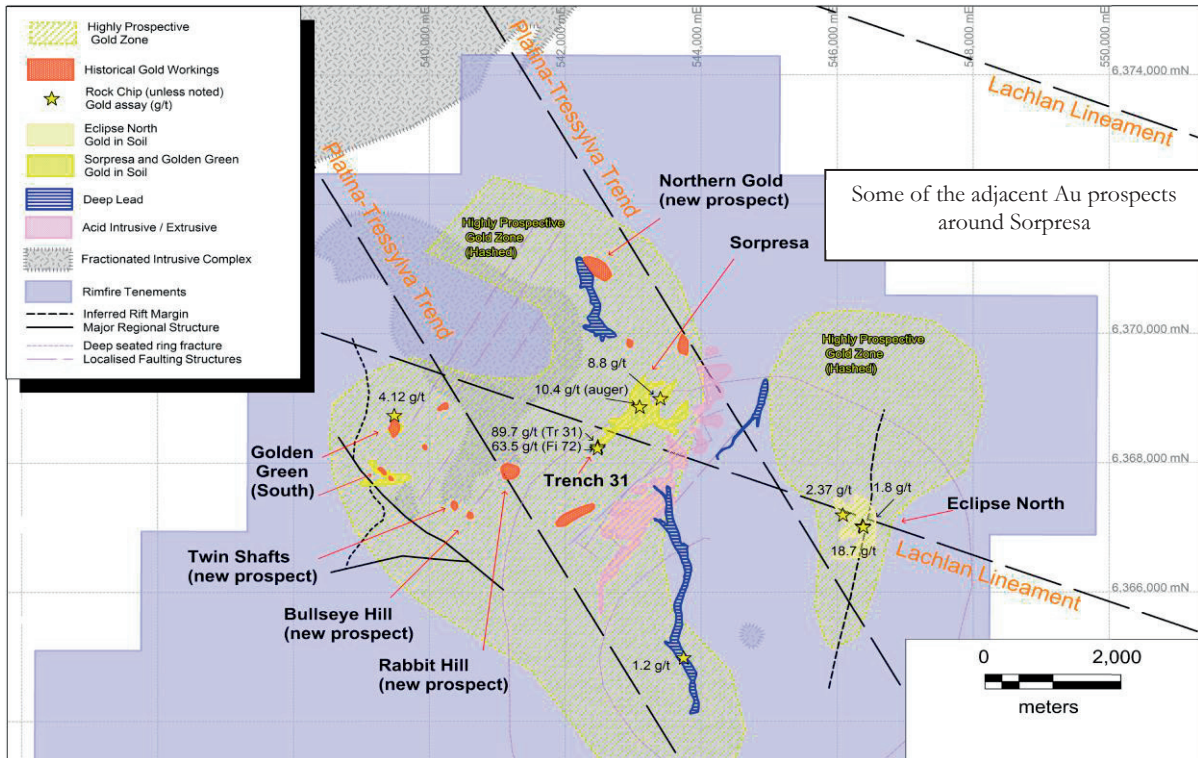 Highly Prospective
Gold Zone
Historical Gold Workings
Rock Chip (unless noted)
Gold assay (g/t)
Eclipse North
Gold in Soil
Sorpresa and Golden Green
Gold in Soil
Deep Lead
Acid Intrusive / Extrusive
Fractionated Intrusive Complex
Rimfire Tenements
Inferred Rift Margin
Major Regional Structure
Deep seated ring fracture
Localised Faulting Structures
540,000 mE
542,000 mE
544,000 mE
546,000 mE
548,000 mE
550,000 mE
6,374,000 mN
Lachlan Lineament
Platina-Tressylva Trend
Platina-Tressylva Trend
Some of the adjacent Au prospects
around Sorpresa
Northern Gold
(new prospect)
Sorpresa
Highly Prospective
Gold Zone
(Hashed)
6,370,000 mN
Highly Prospective
Gold Zone
(Hashed)
8.8 g/t
10.4 g/t (auger)
4.12 g/t
89.7 g/t (Tr 31)
63.5 g/t (Fi 72)
Trench 31
Golden
Green
(South)
6,368,000 mN
2.37 g/t
1.8 g/t
Eclipse North
18.7 g/t
Lachlan Lineament
Twin Shafts
(new prospect)
Bullseye Hill
(new prospect)
Rabbit Hill
(new prospect)
6,366,000 mN
1.2 g/t
0 2,000
meters